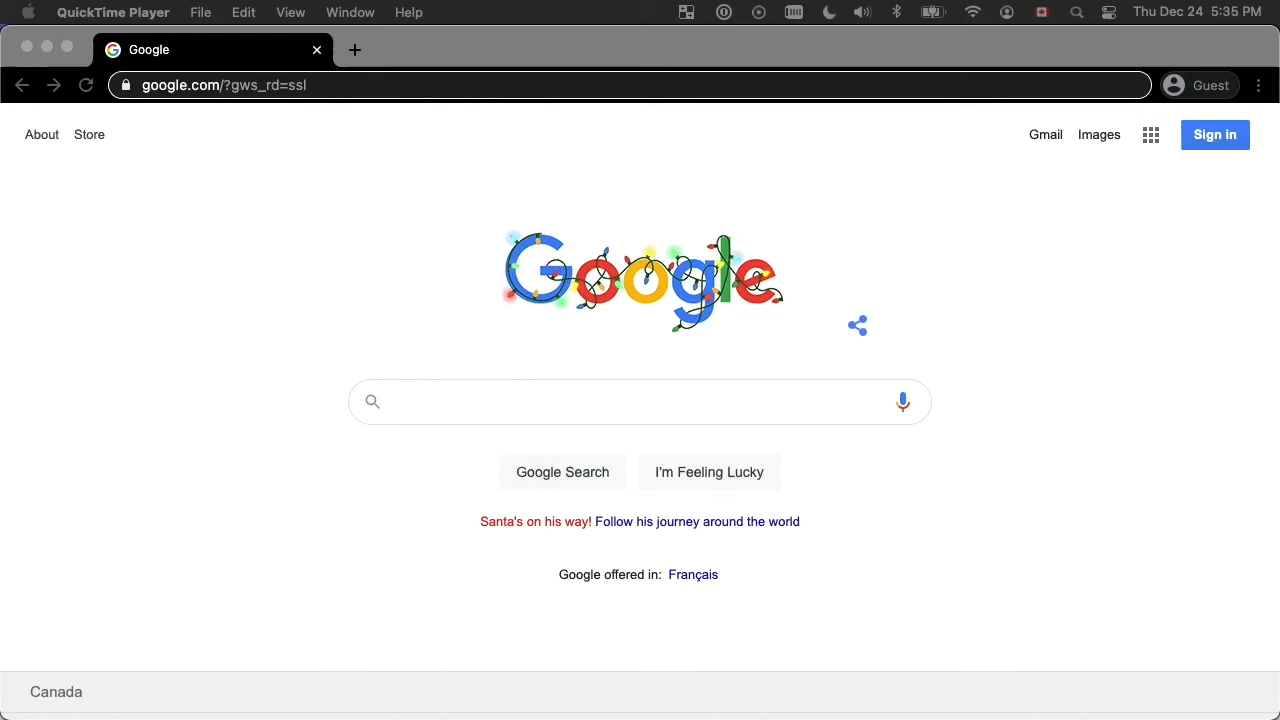 QuickTime Player File Edit View Window Help Thu Dec 24 5:35 PM
Google
google.com/?gws_rd=ssl Guest
About Store Gmail Images Sign in
Google
Google Search I'm Feeling Lucky
Santa's on his way! Follow his journey around the world
Google offered in: Français
Canada